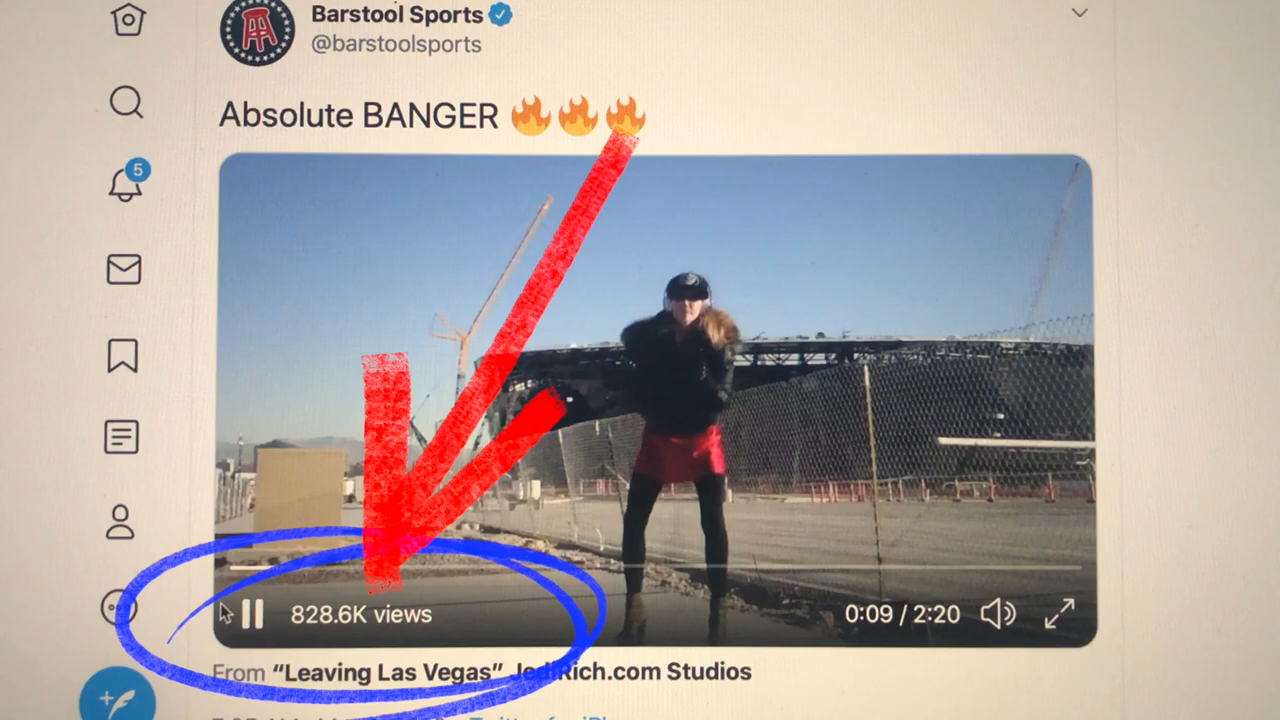 Barstool Sports
@barstoolsports
Absolute BANGER 🔥🔥🔥
5
828.6K views
0:09 / 2:20
From “Leaving Las Vegas” JediRich.com Studios